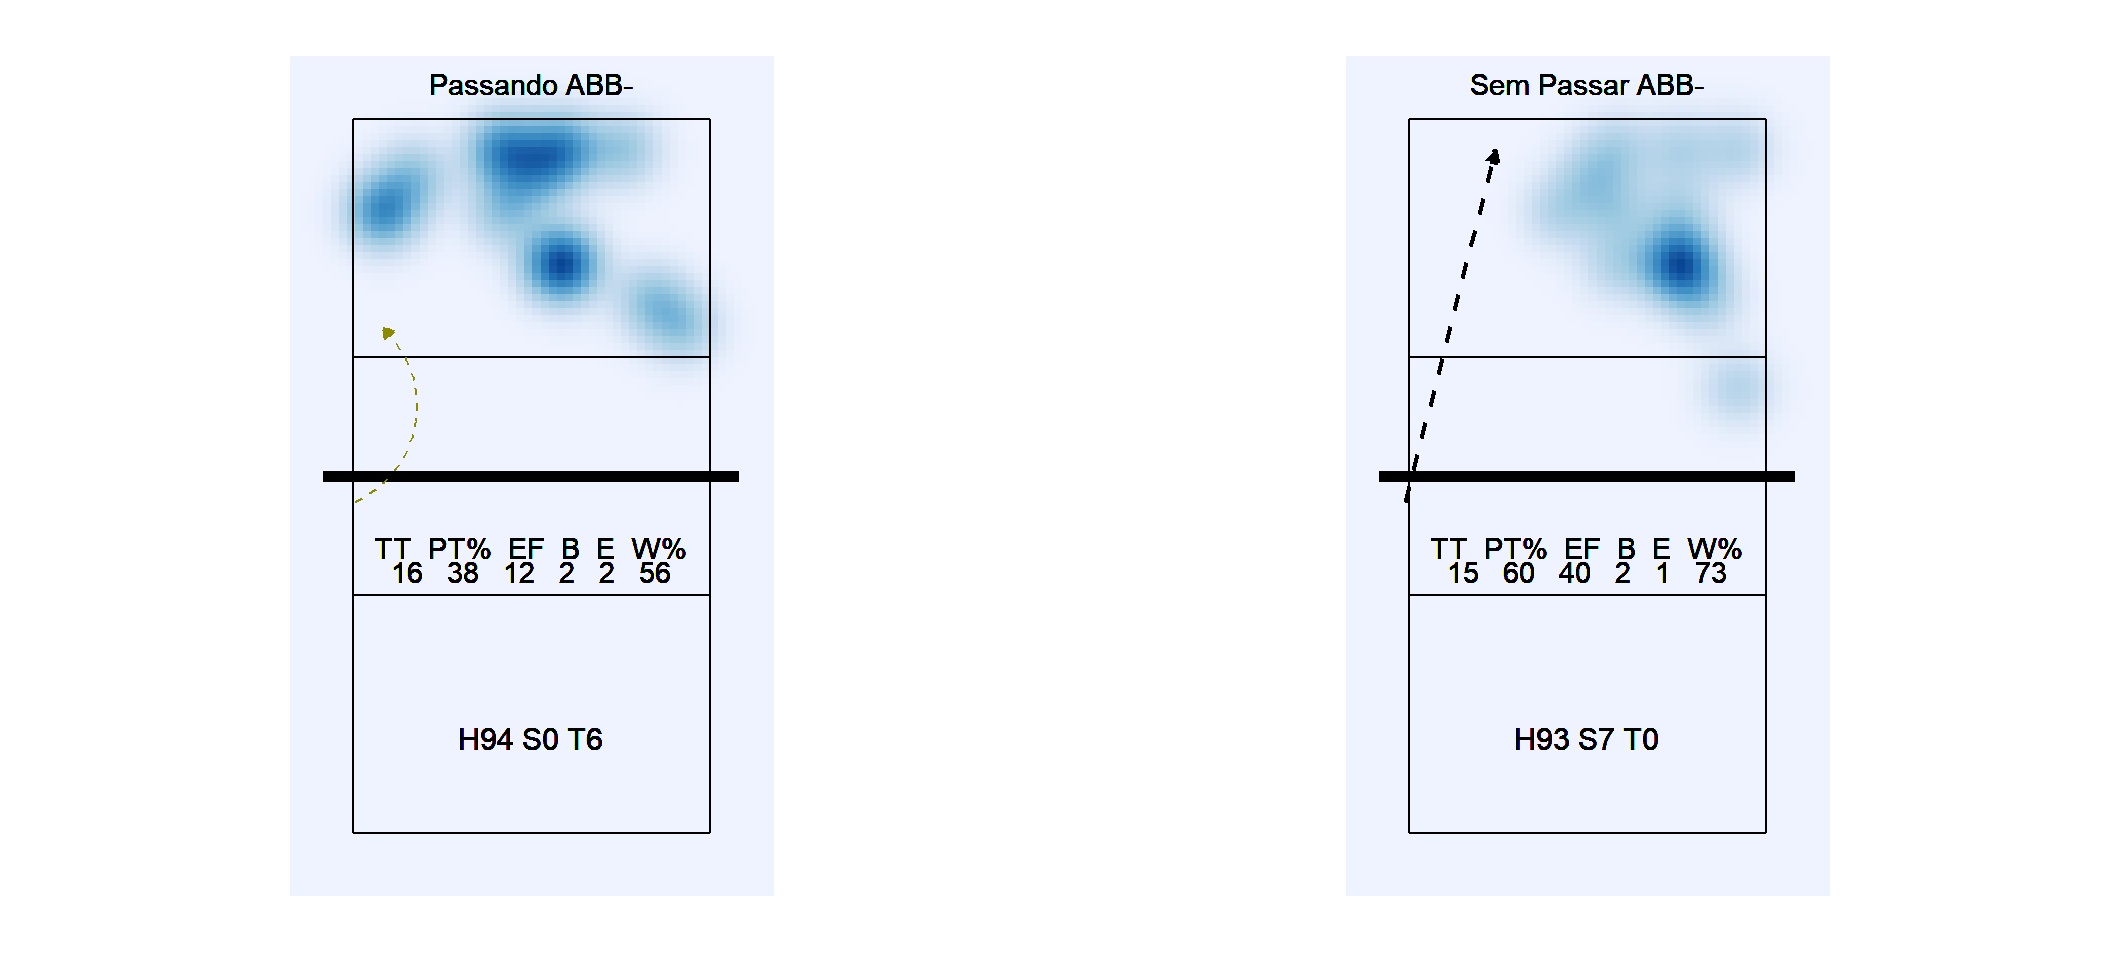 Passando ABB-
TT PT% EF B E W%
16 38 12 2 2 56
H94 S0 T6
Sem Passar ABB-
TT PT% EF B E W%
15 60 40 2 1 73
H93 S7 T0